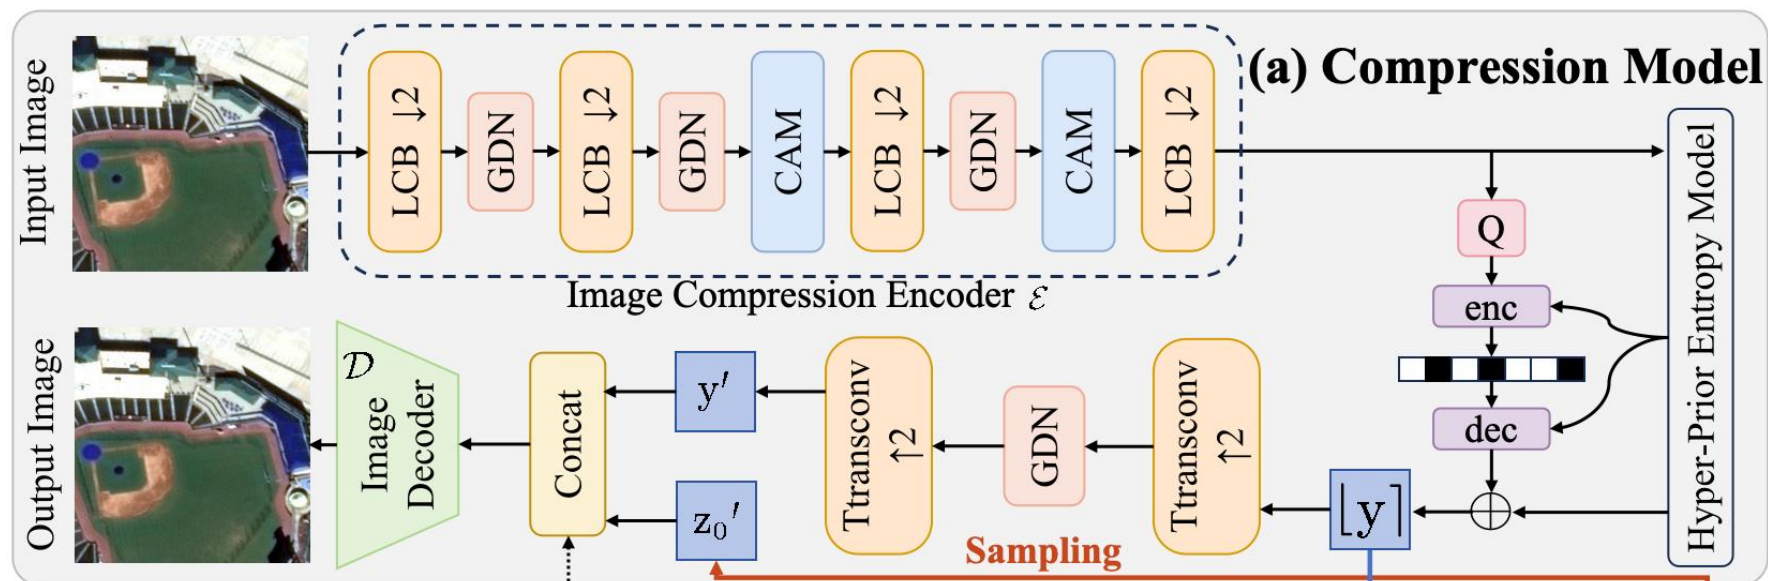 (a) Compression Model
Input Image
LCB ↓2
GDN
LCB ↓2
GDN
CAM
LCB ↓2
GDN
CAM
LCB ↓2
Image Compression Encoder ℰ
Q
enc
dec
Hyper-Prior Entropy Model
Output Image
𝒟
Image
Decoder
Concat
y′
z₀′
Ttransconv
↑2
GDN
Ttransconv
↑2
⌊y⌉
Sampling